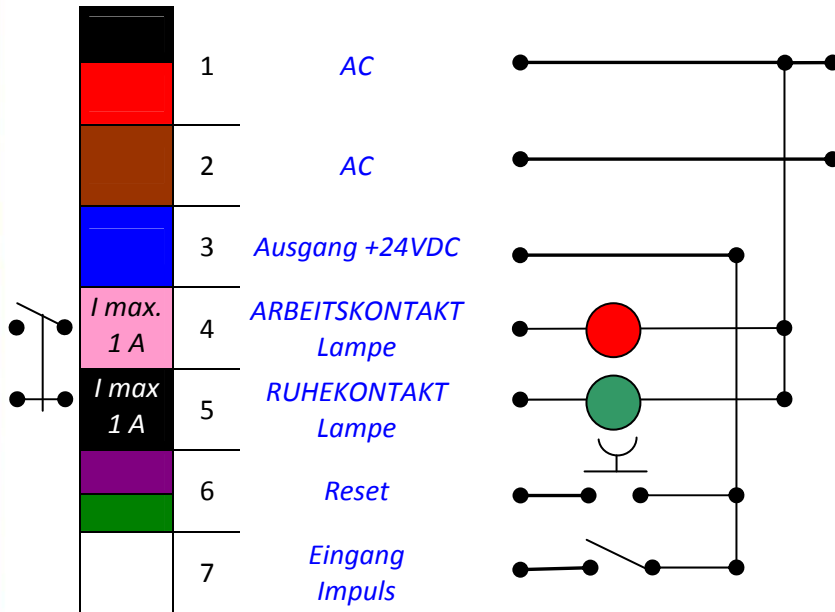 1 AC
2 AC
3 Ausgang +24VDC
I max.
1 A
4 ARBEITSKONTAKT
Lampe
I max
1 A
5 RUHEKONTAKT
Lampe
6 Reset
7 Eingang
Impuls